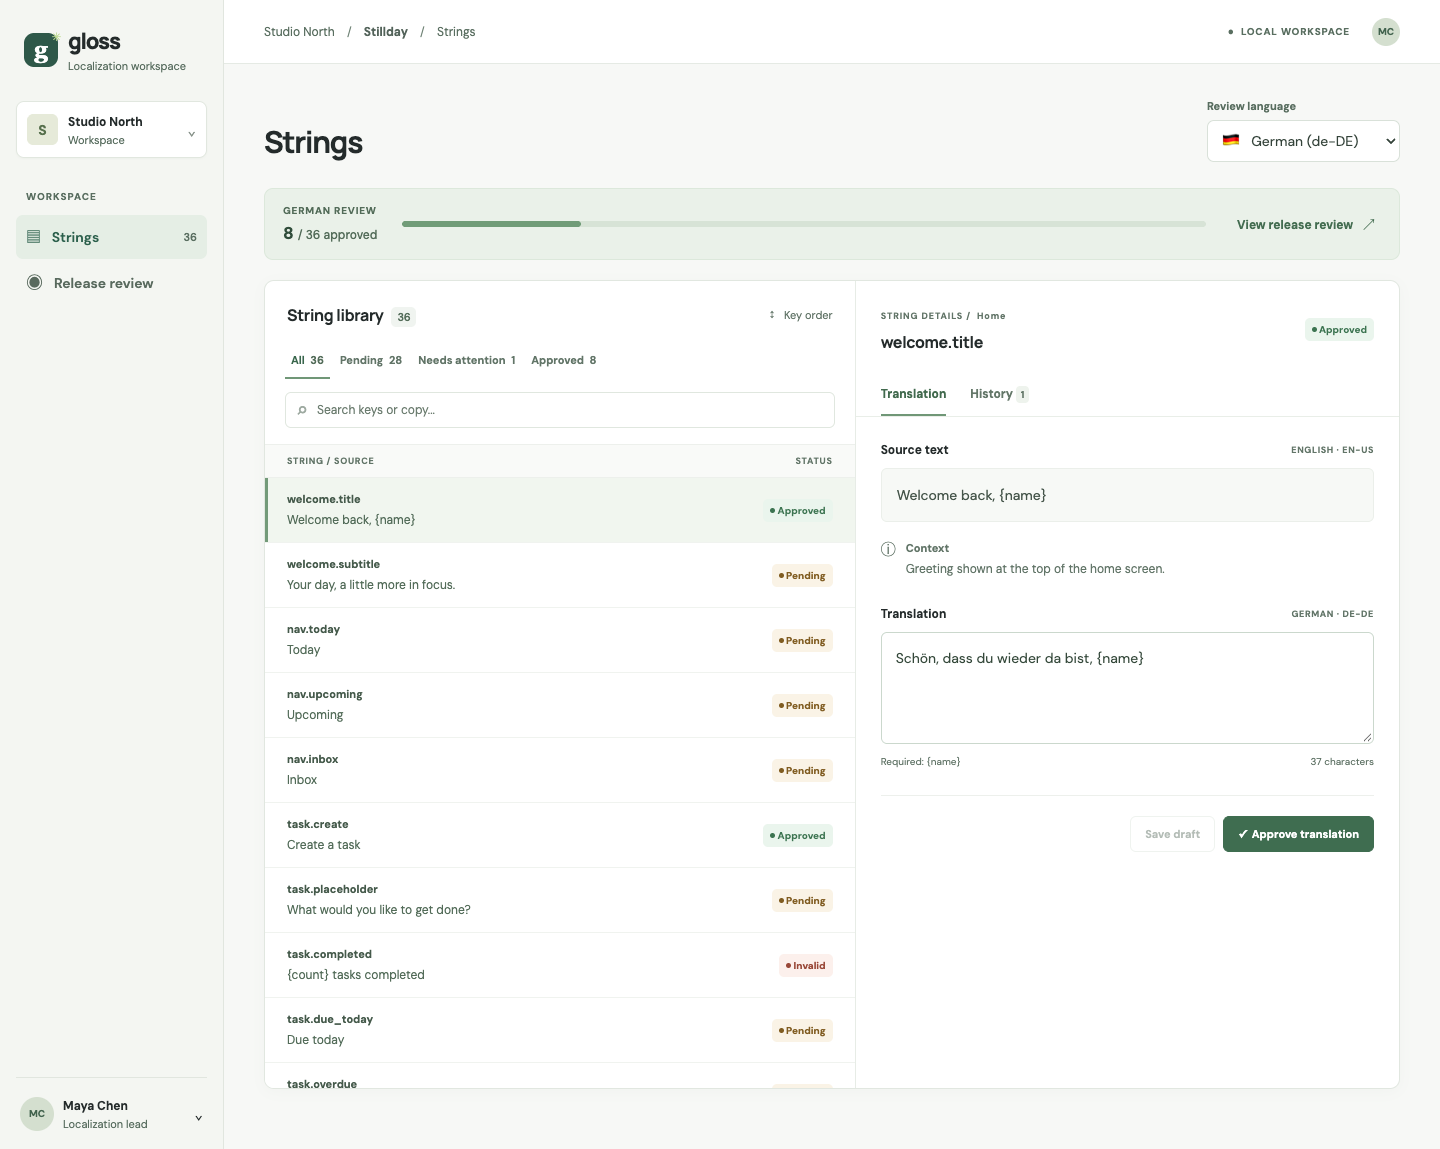 g gloss
Localization workspace
S
Studio North
Workspace
WORKSPACE
Strings 36
Release review
MC
Maya Chen
Localization lead
Studio North / Stillday / Strings
LOCAL WORKSPACE MC
Strings
Review language
German (de-DE)
GERMAN REVIEW
8 / 36 approved
View release review ↗
String library 36
↕ Key order
All 36 Pending 28 Needs attention 1 Approved 8
Search keys or copy…
STRING / SOURCE STATUS
welcome.title
Welcome back, {name}
Approved
welcome.subtitle
Your day, a little more in focus.
Pending
nav.today
Today
Pending
nav.upcoming
Upcoming
Pending
nav.inbox
Inbox
Pending
task.create
Create a task
Approved
task.placeholder
What would you like to get done?
Pending
task.completed
{count} tasks completed
Invalid
task.due_today
Due today
Pending
task.overdue
STRING DETAILS / Home
welcome.title
Approved
Translation History 1
Source text ENGLISH · EN-US
Welcome back, {name}
Context
Greeting shown at the top of the home screen.
Translation GERMAN · DE-DE
Schön, dass du wieder da bist, {name}
Required: {name} 37 characters
Save draft ✓ Approve translation